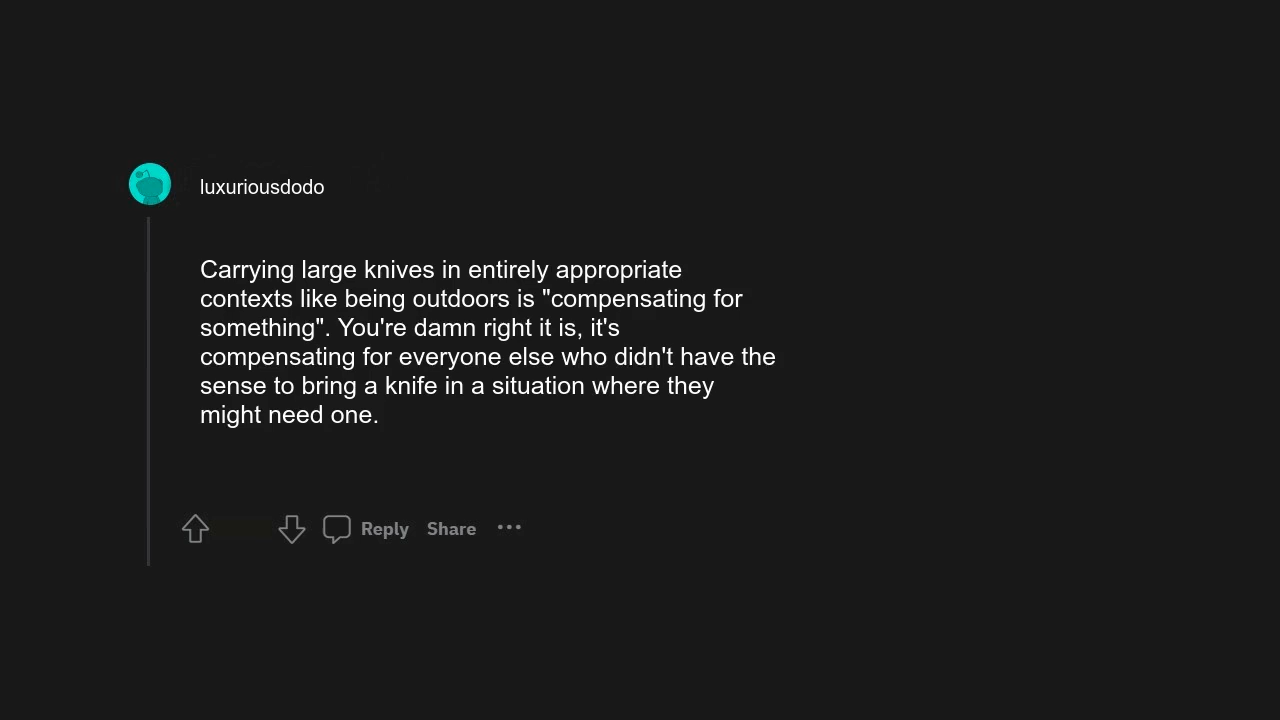 luxuriousdodo
Carrying large knives in entirely appropriate
contexts like being outdoors is "compensating for
something". You're damn right it is, it's
compensating for everyone else who didn't have the
sense to bring a knife in a situation where they
might need one.
Reply Share